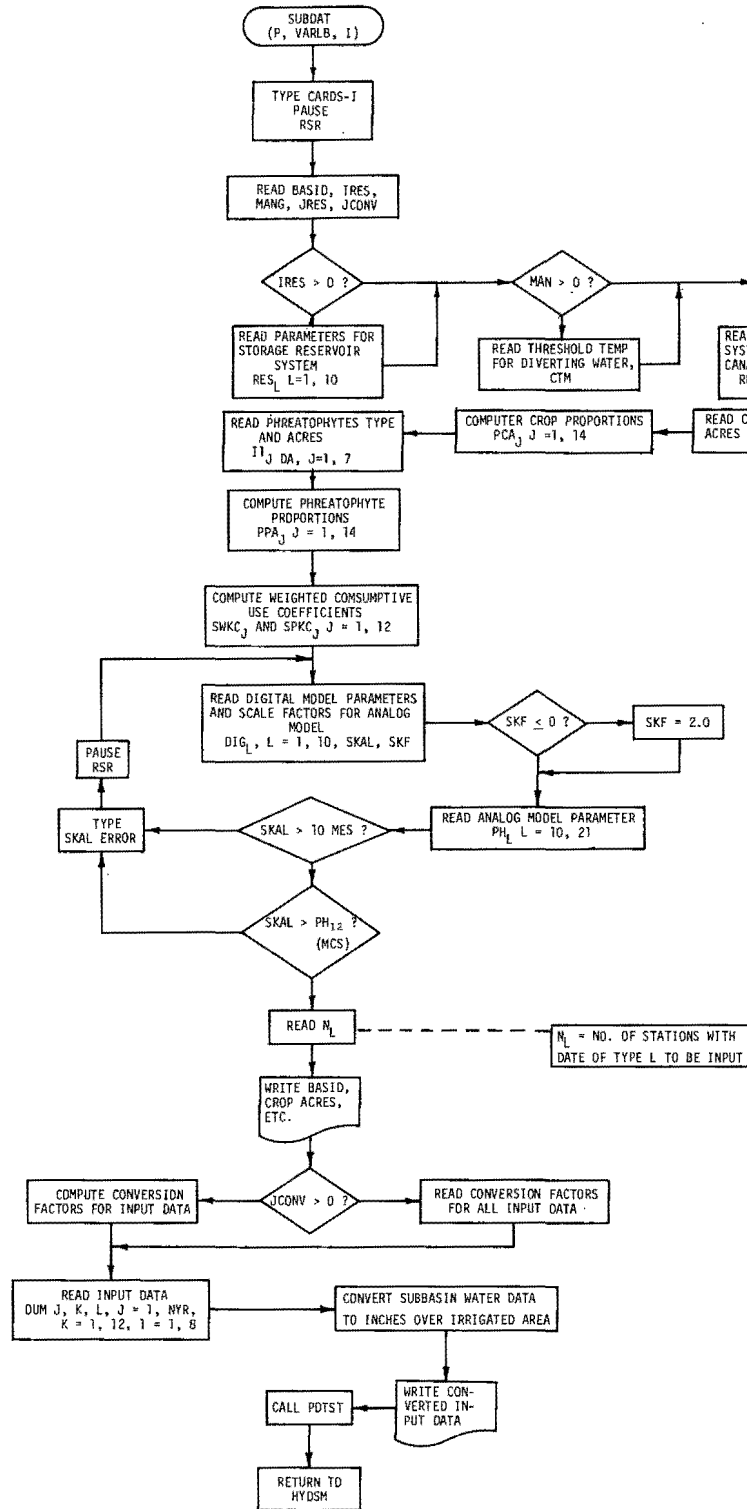 SUBDAT
(P, VARLB, I)
TYPE CARDS-I
PAUSE
RSR
READ BASID, IRES,
MANG, JRES, JCONV
IRES > 0 ?
MAN > 0 ?
READ PARAMETERS FOR
STORAGE RESERVOIR
SYSTEM
RES_L L=1, 10
READ THRESHOLD TEMP
FOR DIVERTING WATER,
CTM
REA
SYST
CANA
RE
READ PHREATOPHYTES TYPE
AND ACRES
I1_J DA, J=1, 7
COMPUTER CROP PROPORTIONS
PCA_J J =1, 14
READ C
ACRES
COMPUTE PHREATOPHYTE
PROPORTIONS
PPA_J J = 1, 14
COMPUTE WEIGHTED COMSUMPTIVE
USE COEFFICIENTS
SWKC_J AND SPKC_J J = 1, 12
READ DIGITAL MODEL PARAMETERS
AND SCALE FACTORS FOR ANALOG
MODEL
DIG_L, L = 1, 10, SKAL, SKF
SKF ≤ 0 ?
SKF = 2.0
PAUSE
RSR
TYPE
SKAL ERROR
SKAL > 10 MES ?
READ ANALOG MODEL PARAMETER
PH_L L = 10, 21
SKAL > PH_12 ?
(MCS)
READ N_L
N_L = NO. OF STATIONS WITH
DATE OF TYPE L TO BE INPUT
WRITE BASID,
CROP ACRES,
ETC.
JCONV > 0 ?
COMPUTE CONVERSION
FACTORS FOR INPUT DATA
READ CONVERSION FACTORS
FOR ALL INPUT DATA
READ INPUT DATA
DUM J, K, L, J = 1, NYR,
K = 1, 12, 1 = 1, 8
CONVERT SUBBASIN WATER DATA
TO INCHES OVER IRRIGATED AREA
CALL PDTST
WRITE CON-
VERTED IN-
PUT DATA
RETURN TO
HYDSM